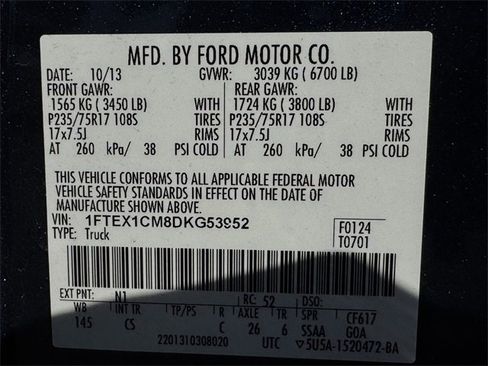 MFD. BY FORD MOTOR CO.
DATE: 10/13 GVWR: 3039 KG ( 6700 LB)
FRONT GAWR: REAR GAWR:
1565 KG ( 3450 LB) WITH 1724 KG ( 3800 LB) WITH
P235/75R17 108S TIRES P235/75R17 108S TIRES
17x7.5J RIMS 17x7.5J RIMS
AT 260 kPa/ 38 PSI COLD AT 260 kPa/ 38 PSI COLD
THIS VEHICLE CONFORMS TO ALL APPLICABLE FEDERAL MOTOR
VEHICLE SAFETY STANDARDS IN EFFECT ON THE DATE OF
MANUFACTURE SHOWN ABOVE.
VIN: 1FTEX1CM8DKG53952 F0124
TYPE: Truck T0701
EXT PNT: N1 RC: 52 DSO:
WB INT TR TP/PS R AXLE TR SPR CF617
145 CS C 26 6 SSAA GOA
2201310308020 UTC ▽5U5A-1520472-BA